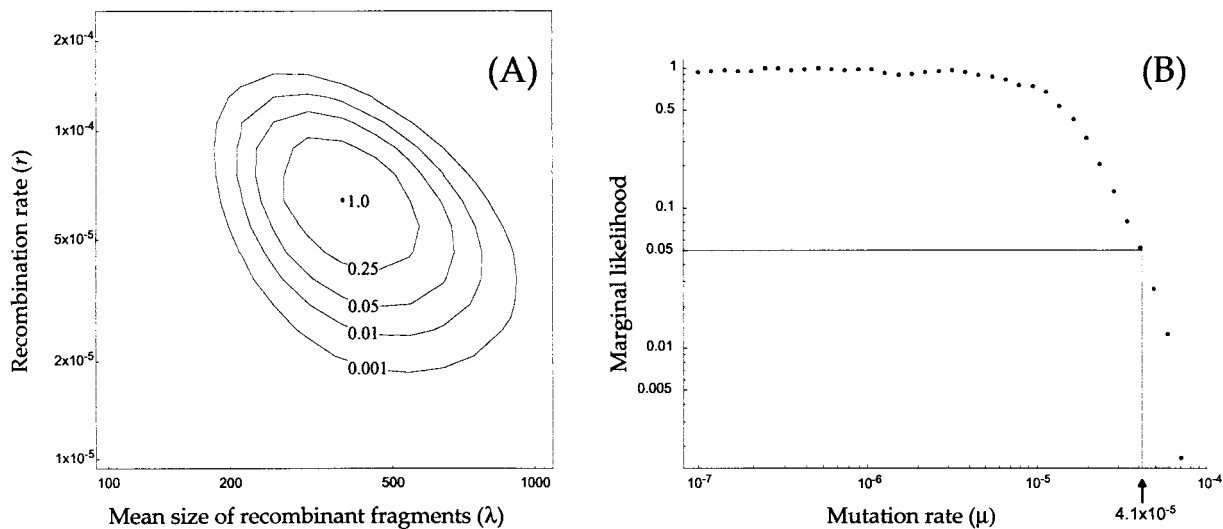 (A)
Recombination rate (r)
2x10⁻⁴
1x10⁻⁴
5x10⁻⁵
2x10⁻⁵
1x10⁻⁵
1.0
0.25
0.05
0.01
0.001
100
200
500
1000
Mean size of recombinant fragments (λ)
(B)
Marginal likelihood
1
0.5
0.1
0.05
0.01
0.005
10⁻⁷
10⁻⁶
10⁻⁵
10⁻⁴
4.1x10⁻⁵
Mutation rate (μ)